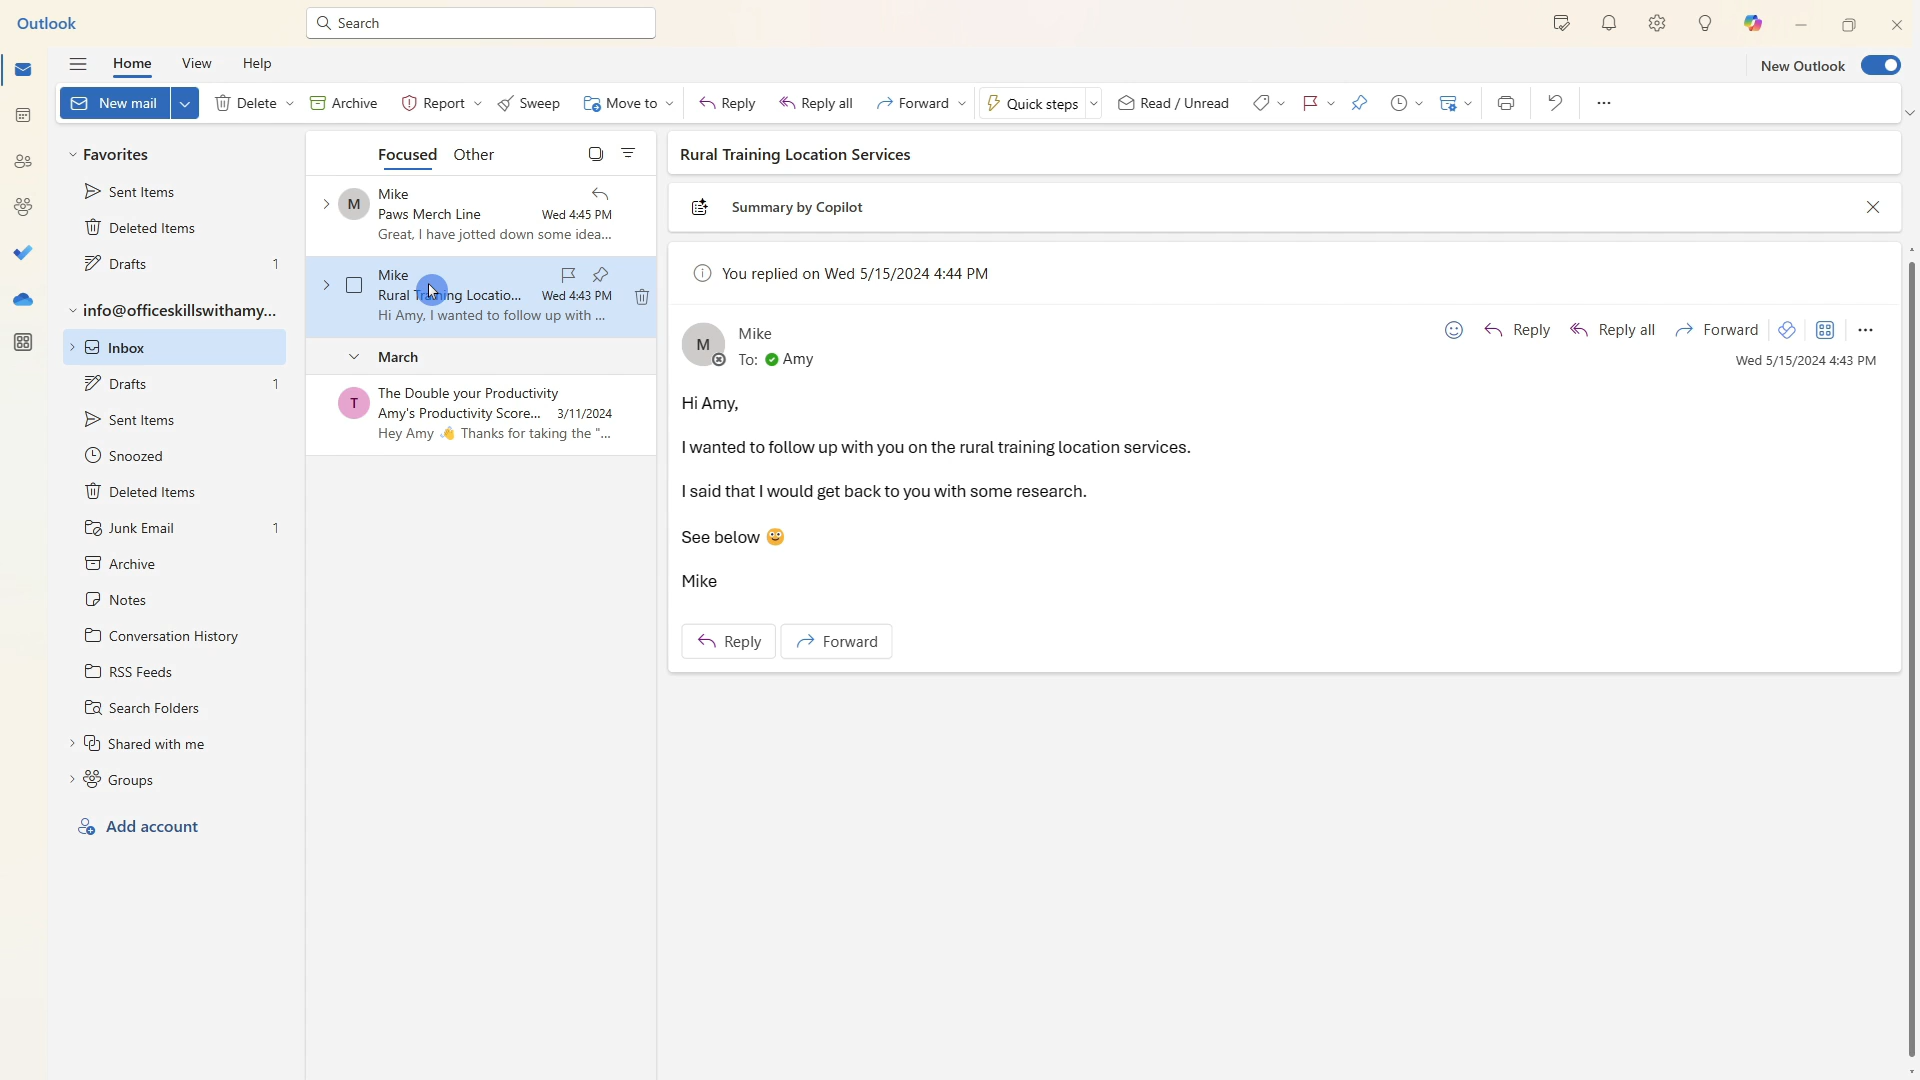 Outlook
Search
Home View Help
New Outlook
New mail Delete Archive Report Sweep Move to Reply Reply all Forward Quick steps Read / Unread
Favorites
Sent Items
Deleted Items
Drafts 1
info@officeskillswithamy...
Inbox
Drafts 1
Sent Items
Snoozed
Deleted Items
Junk Email 1
Archive
Notes
Conversation History
RSS Feeds
Search Folders
Shared with me
Groups
Add account
Focused Other
M Mike
Paws Merch Line Wed 4:45 PM
Great, I have jotted down some idea...
Mike
Rural Training Locatio... Wed 4:43 PM
Hi Amy, I wanted to follow up with ...
March
T The Double your Productivity
Amy's Productivity Score... 3/11/2024
Hey Amy 👋 Thanks for taking the "...
Rural Training Location Services
Summary by Copilot
You replied on Wed 5/15/2024 4:44 PM
M Mike
To: Amy
Reply Reply all Forward
Wed 5/15/2024 4:43 PM
Hi Amy,
I wanted to follow up with you on the rural training location services.
I said that I would get back to you with some research.
See below 🙂
Mike
Reply Forward